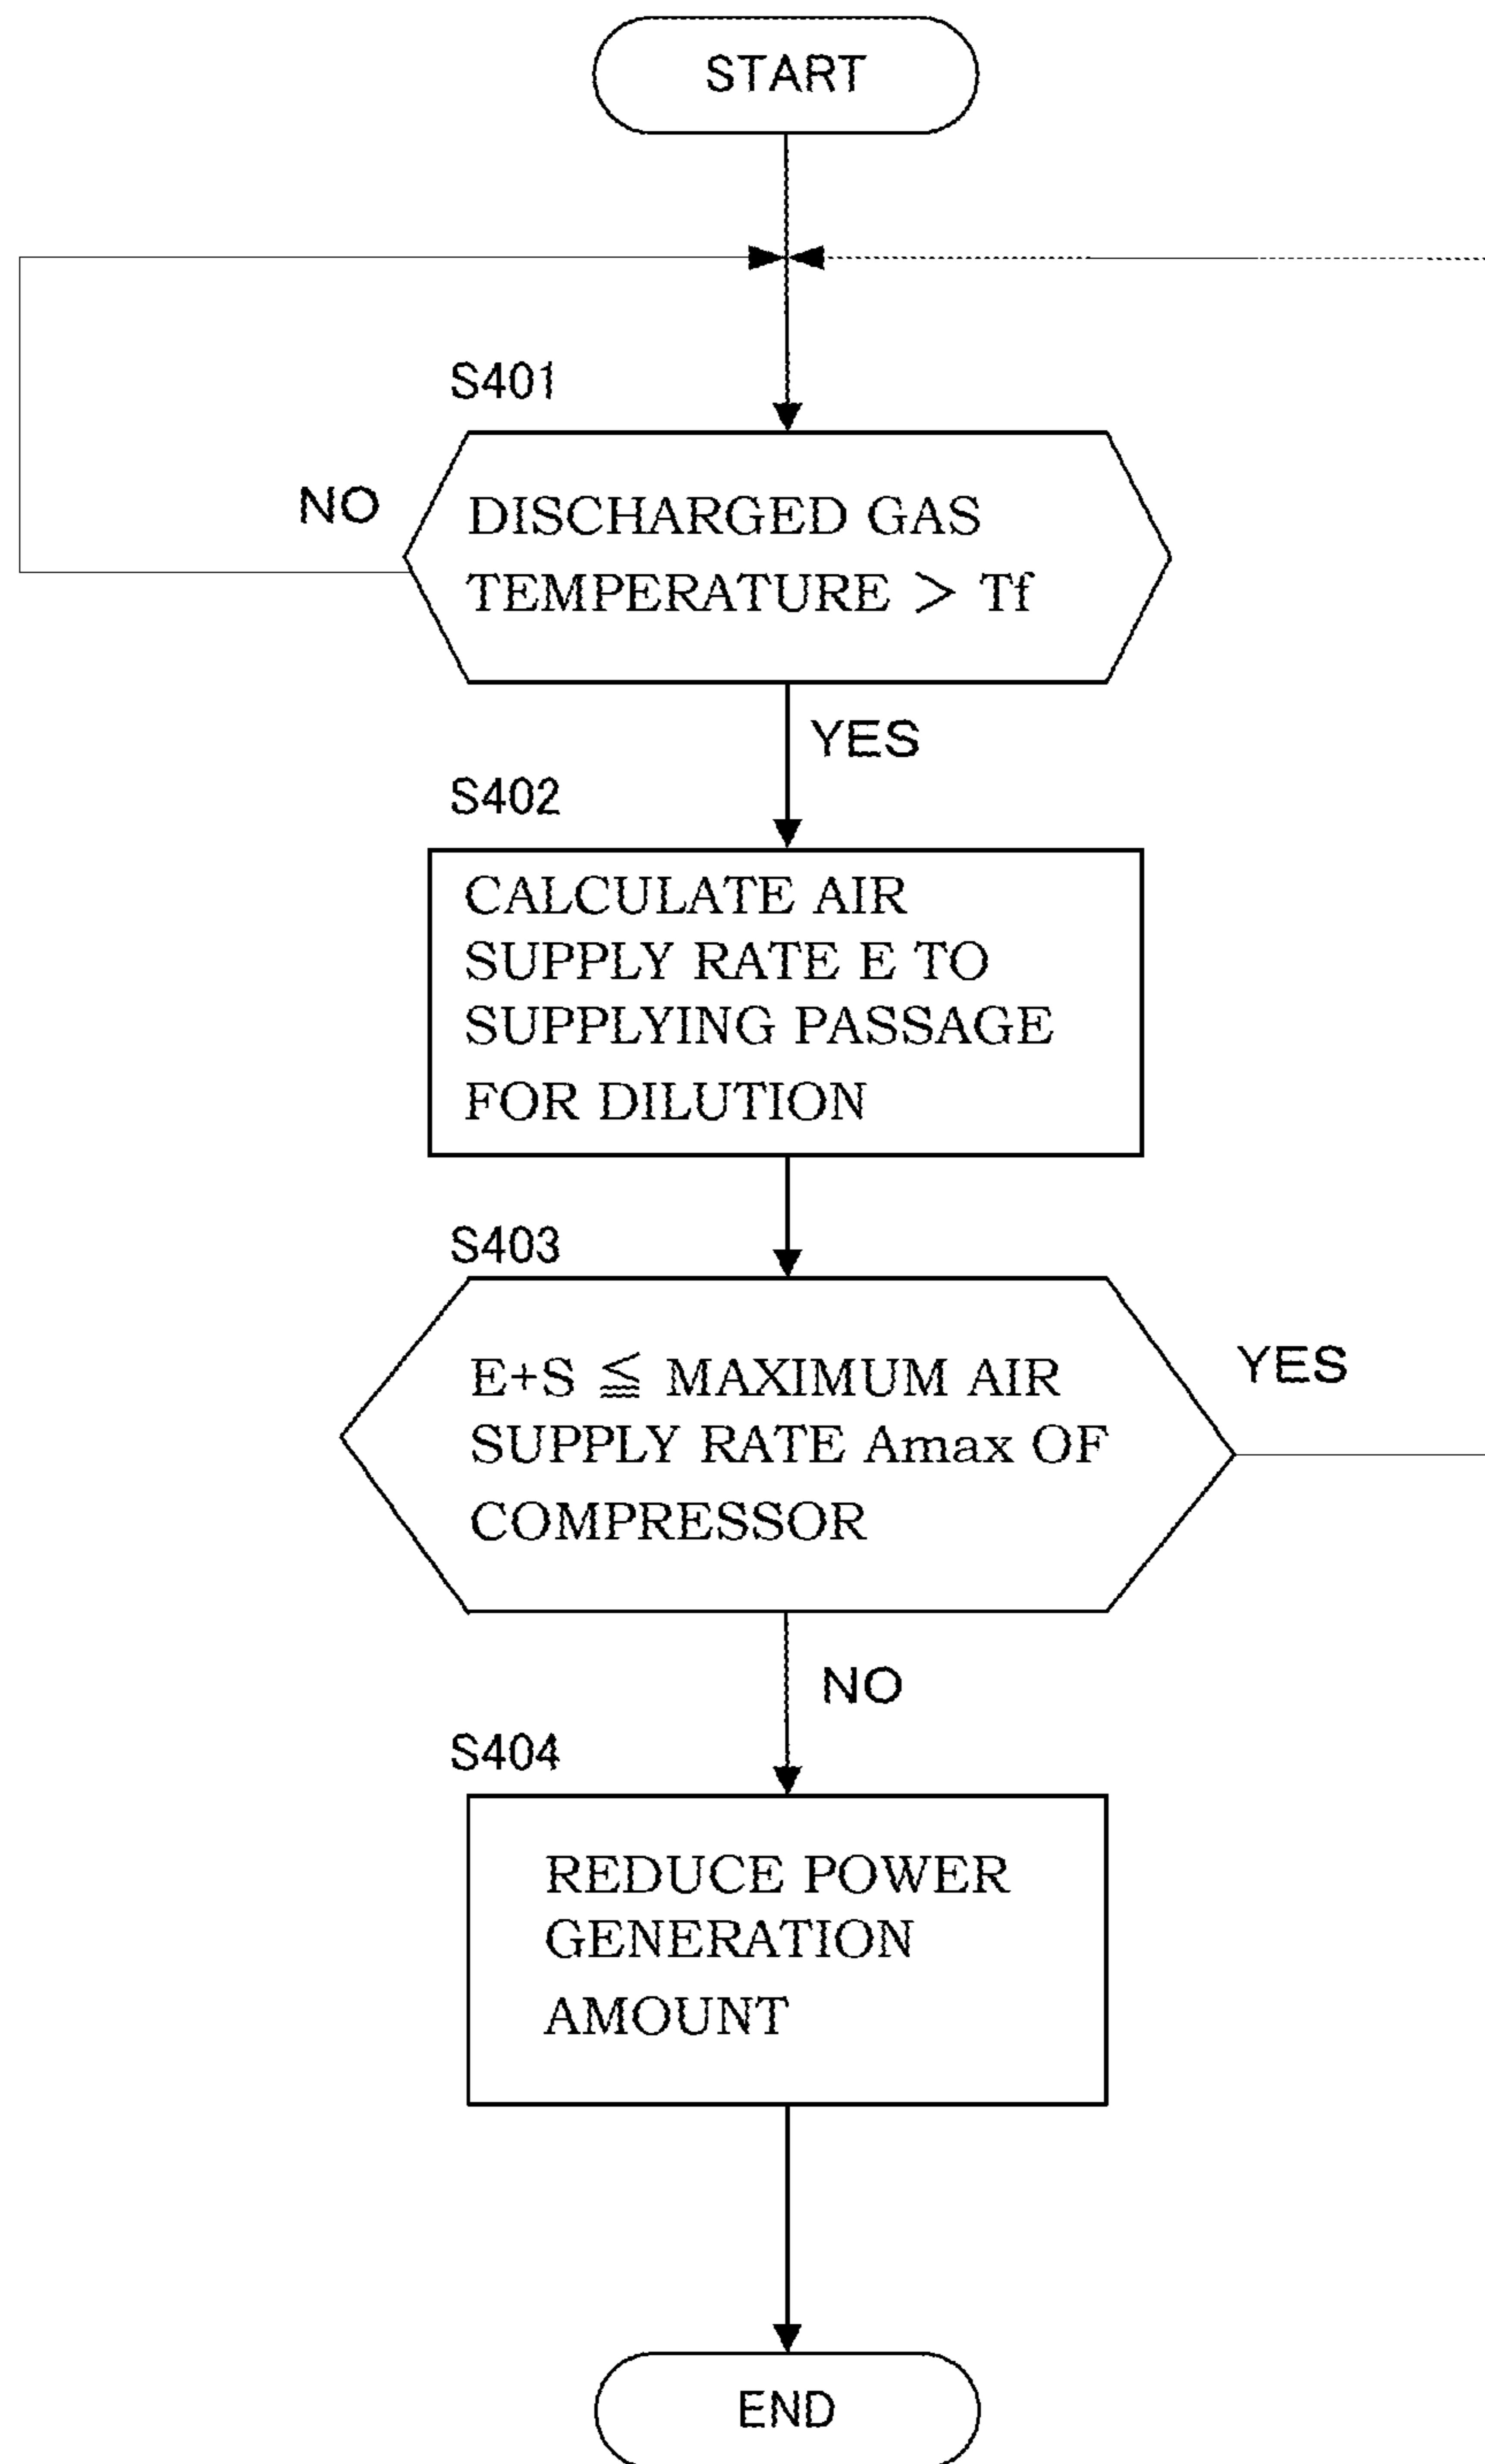 START
S401
NO
DISCHARGED GAS
TEMPERATURE > Tf
YES
S402
CALCULATE AIR
SUPPLY RATE E TO
SUPPLYING PASSAGE
FOR DILUTION
S403
E+S ≦ MAXIMUM AIR
SUPPLY RATE Amax OF
COMPRESSOR
YES
NO
S404
REDUCE POWER
GENERATION
AMOUNT
END